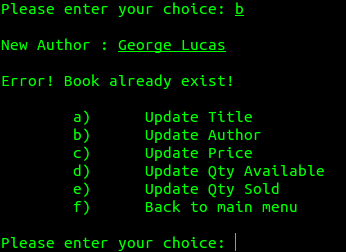 Please enter your choice: b
New Author : George Lucas
Error! Book already exist!
a) Update Title
b) Update Author
c) Update Price
d) Update Qty Available
e) Update Qty Sold
f) Back to main menu
Please enter your choice: